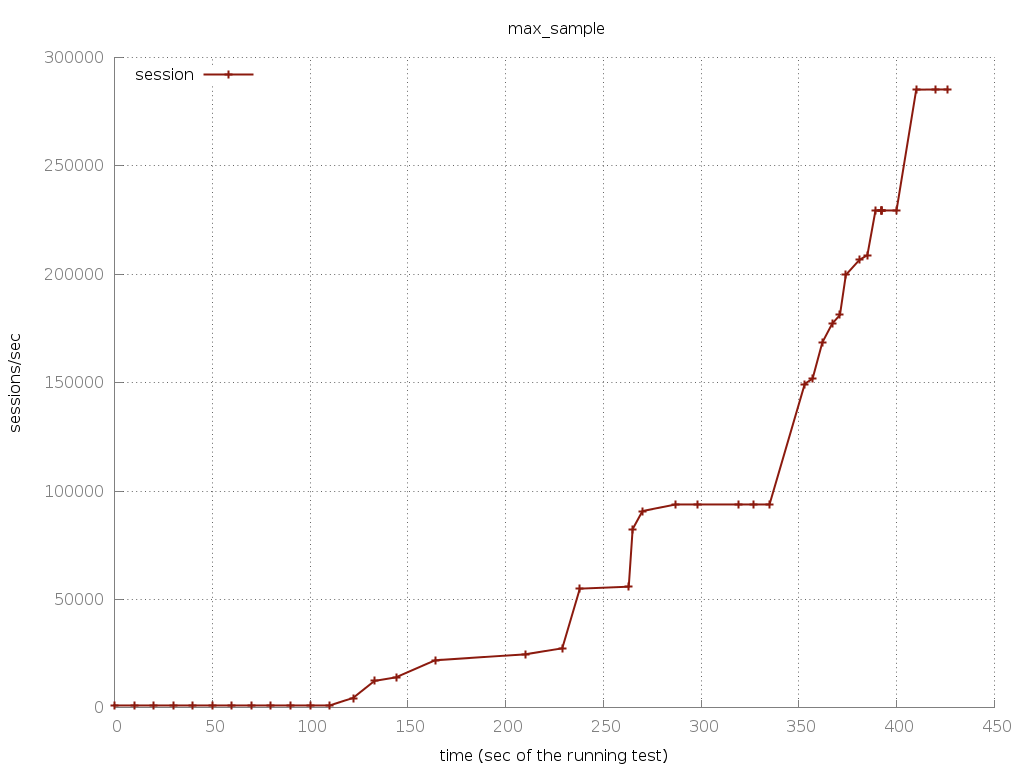 max_sample
300000
session
250000
200000
sessions/sec
150000
100000
50000
0
0 50 100 150 200 250 300 350 400 450
time (sec of the running test)